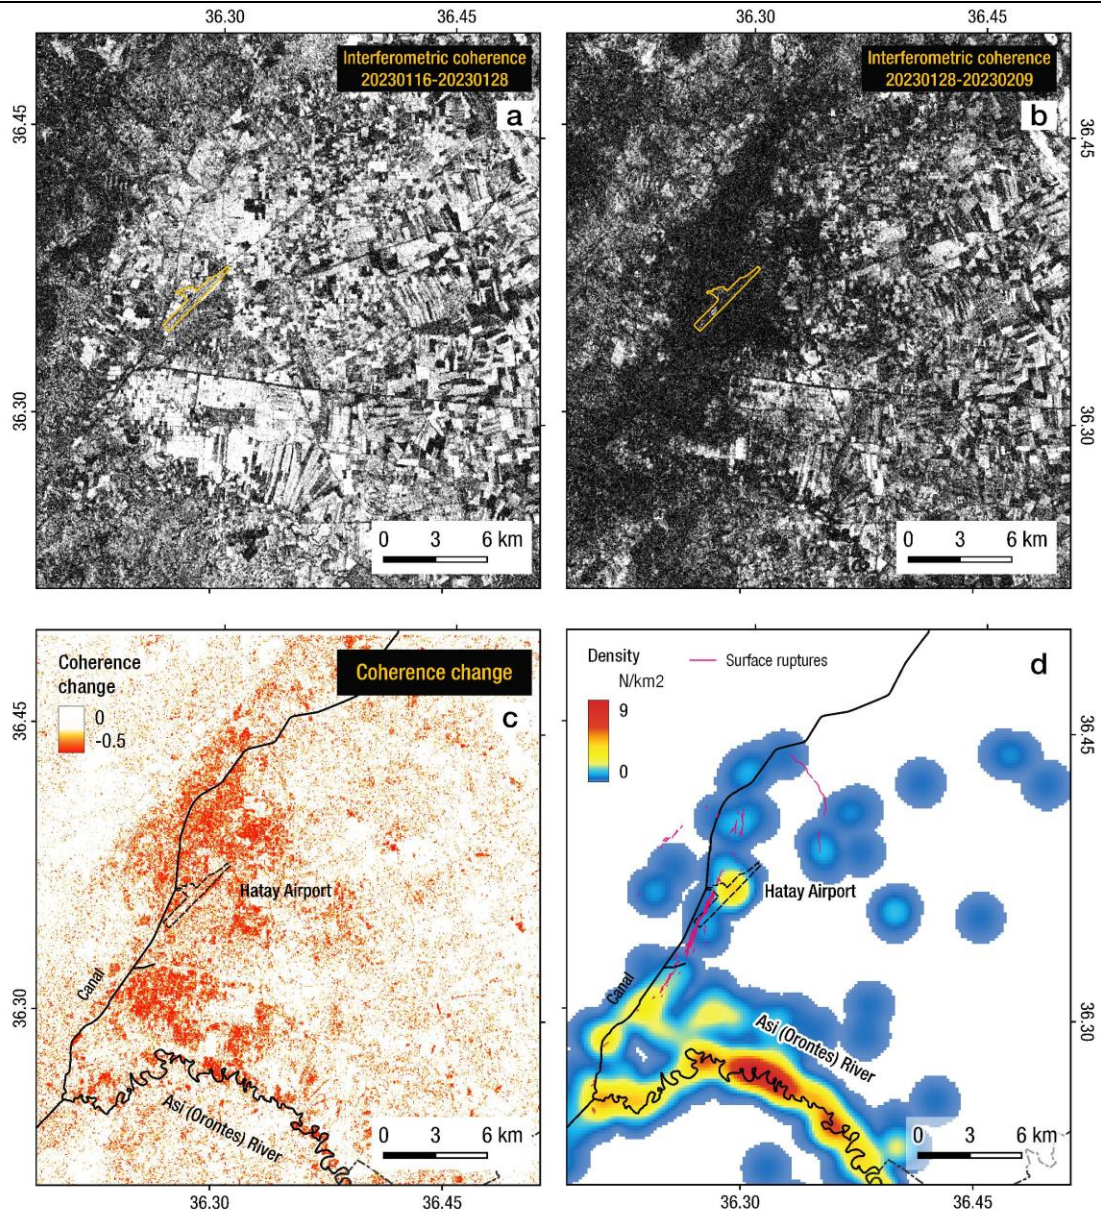 36.30 36.45 36.30 36.45
Interferometric coherence
20230116-20230128
a
Interferometric coherence
20230128-20230209
b
36.45
36.45
36.30
36.30
0 3 6 km
0 3 6 km
Coherence
change
0
-0.5
Coherence change
c
Density
N/km2
9
0
Surface ruptures
d
36.45
36.45
Hatay Airport
Hatay Airport
Canal
Canal
36.30
36.30
Asi (Orontes) River
Asi (Orontes) River
0 3 6 km
0 3 6 km
36.30 36.45 36.30 36.45